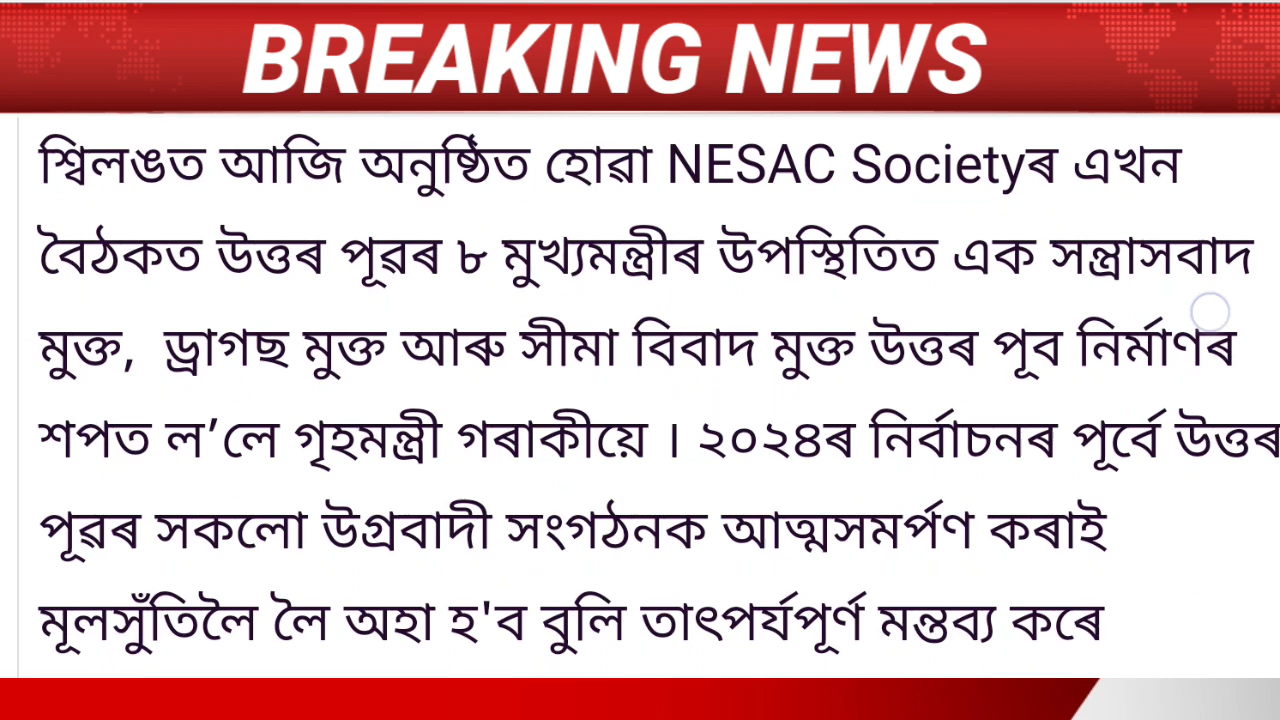 BREAKING NEWS
শ্বিলঙত আজি অনুষ্ঠিত হোৱা NESAC Societyৰ এখন
বৈঠকত উত্তৰ পূৱৰ ৮ মুখ্যমন্ত্ৰীৰ উপস্থিতিত এক সন্ত্ৰাসবাদ
মুক্ত, ড্ৰাগছ মুক্ত আৰু সীমা বিবাদ মুক্ত উত্তৰ পূব নিৰ্মাণৰ
শপত ল’লে গৃহমন্ত্ৰী গৰাকীয়ে । ২০২৪ৰ নিৰ্বাচনৰ পূৰ্বে উত্তৰ
পূৱৰ সকলো উগ্ৰবাদী সংগঠনক আত্মসমৰ্পণ কৰাই
মূলসুঁতিলৈ লৈ অহা হ'ব বুলি তাৎপৰ্যপূৰ্ণ মন্তব্য কৰে